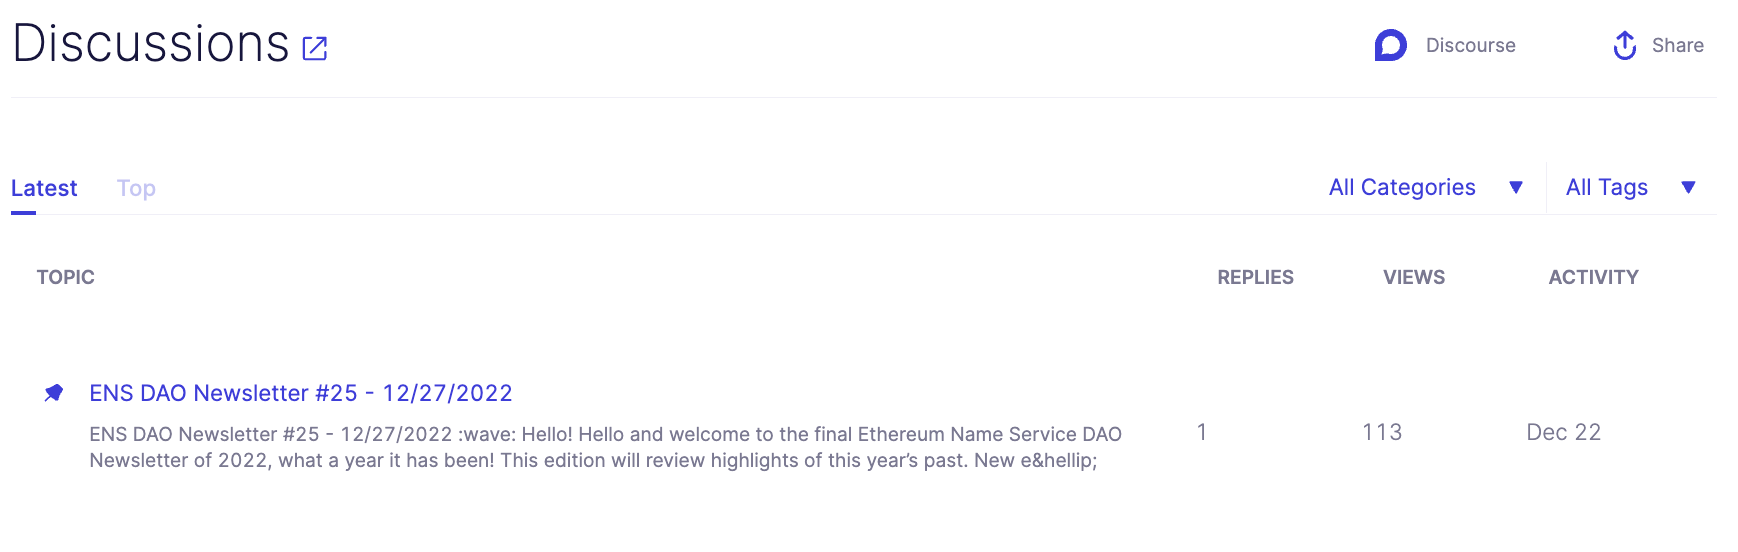 Discussions
Discourse
Share
Latest
Top
All Categories
All Tags
TOPIC
REPLIES
VIEWS
ACTIVITY
ENS DAO Newsletter #25 - 12/27/2022
ENS DAO Newsletter #25 - 12/27/2022 :wave: Hello! Hello and welcome to the final Ethereum Name Service DAO
Newsletter of 2022, what a year it has been! This edition will review highlights of this year’s past. New e&hellip;
1
113
Dec 22